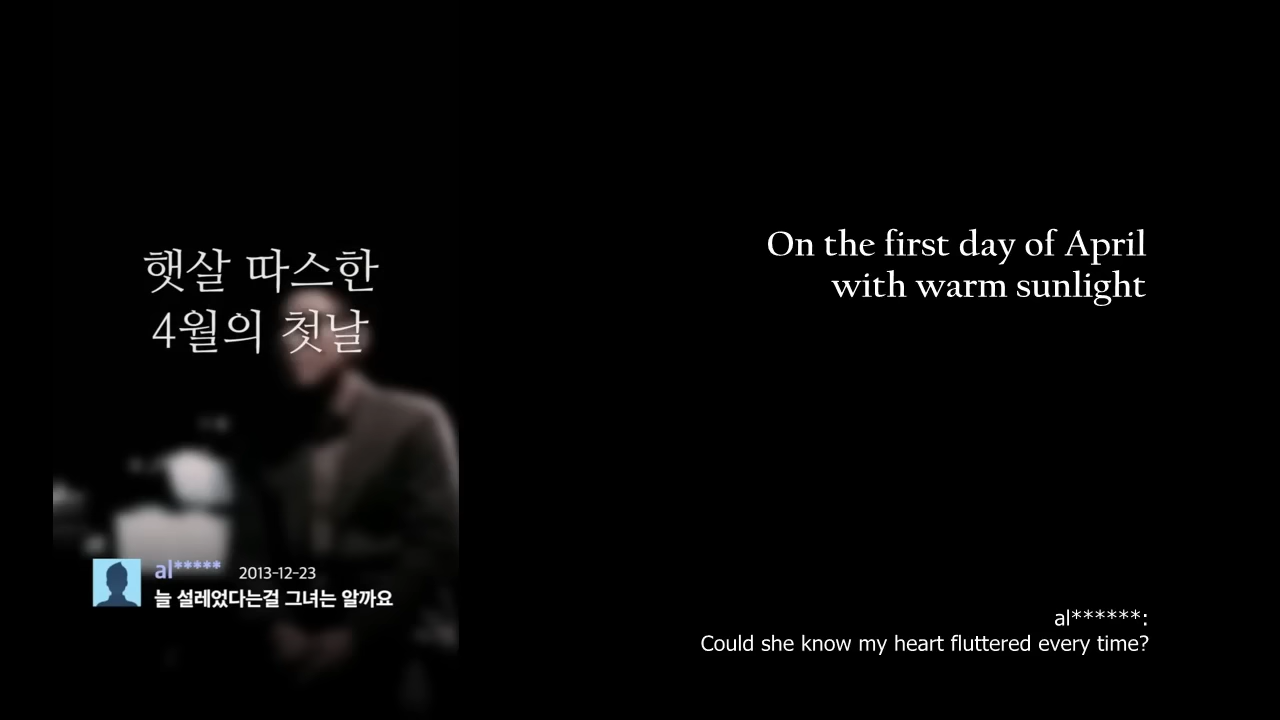 햇살 따스한
4월의 첫날
al***** 2013-12-23
늘 설레었다는걸 그녀는 알까요
On the first day of April
with warm sunlight
al******:
Could she know my heart fluttered every time?